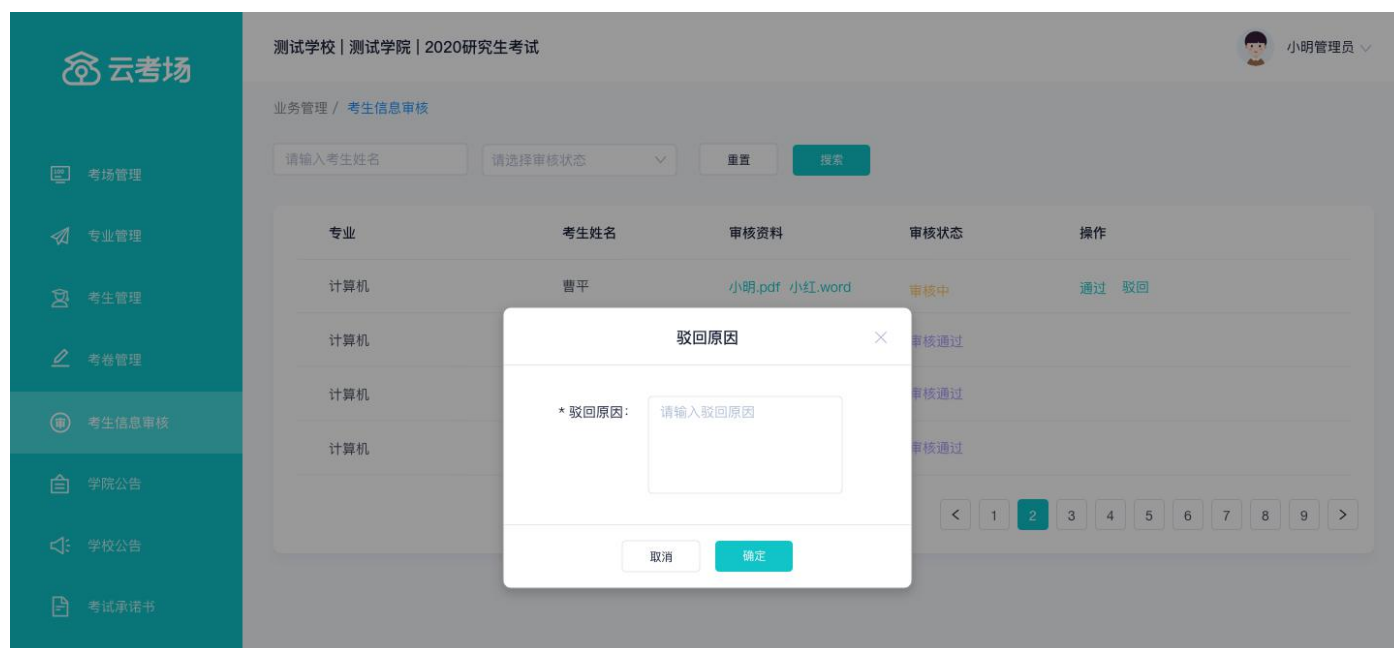 云考场
测试学校 | 测试学院 | 2020研究生考试
小明管理员
业务管理 / 考生信息审核
请输入考生姓名 请选择审核状态 重置 搜索
考场管理
专业管理
考生管理
考卷管理
审 考生信息审核
学院公告
学校公告
考试承诺书
专业 考生姓名 审核资料 审核状态 操作
计算机 曹平 小明.pdf 小红.word 审核中 通过 驳回
计算机 审核通过
计算机 审核通过
计算机 审核通过
< 1 2 3 4 5 6 7 8 9 >
驳回原因
* 驳回原因: 请输入驳回原因
取消 确定